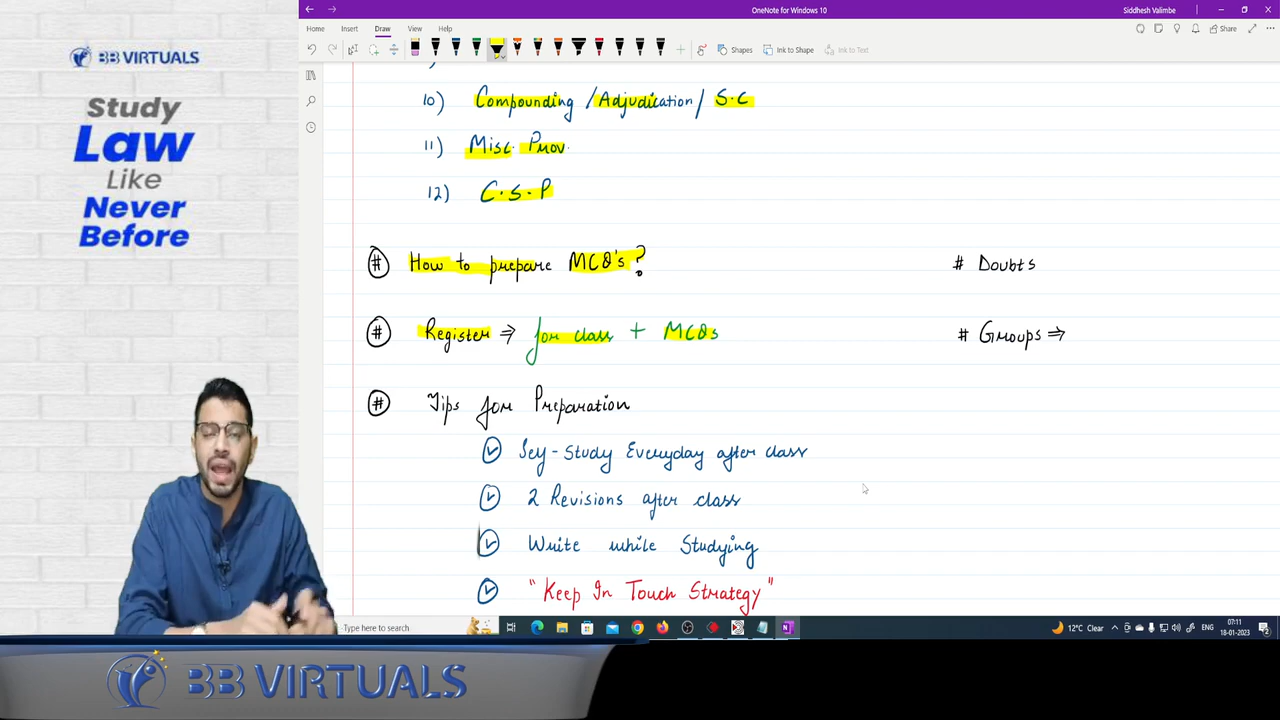 BB VIRTUALS
Study
Law
Like
Never
Before
OneNote for Windows 10
Siddhesh Valimbe
Home Insert Draw View Help
Share
Shapes Ink to Shape Ink to Text
10) Compounding / Adjudication / S.C
11) Misc. Prov.
12) C.S.P
# How to prepare MCQ's?
# Doubts
# Register ⇒ for class + MCQs
# Groups ⇒
# Tips for Preparation
Self-Study Everyday after class
2 Revisions after class
Write while Studying
"Keep In Touch Strategy"
Type here to search
12°C Clear
ENG
07:11
18-01-2023
2
BB VIRTUALS